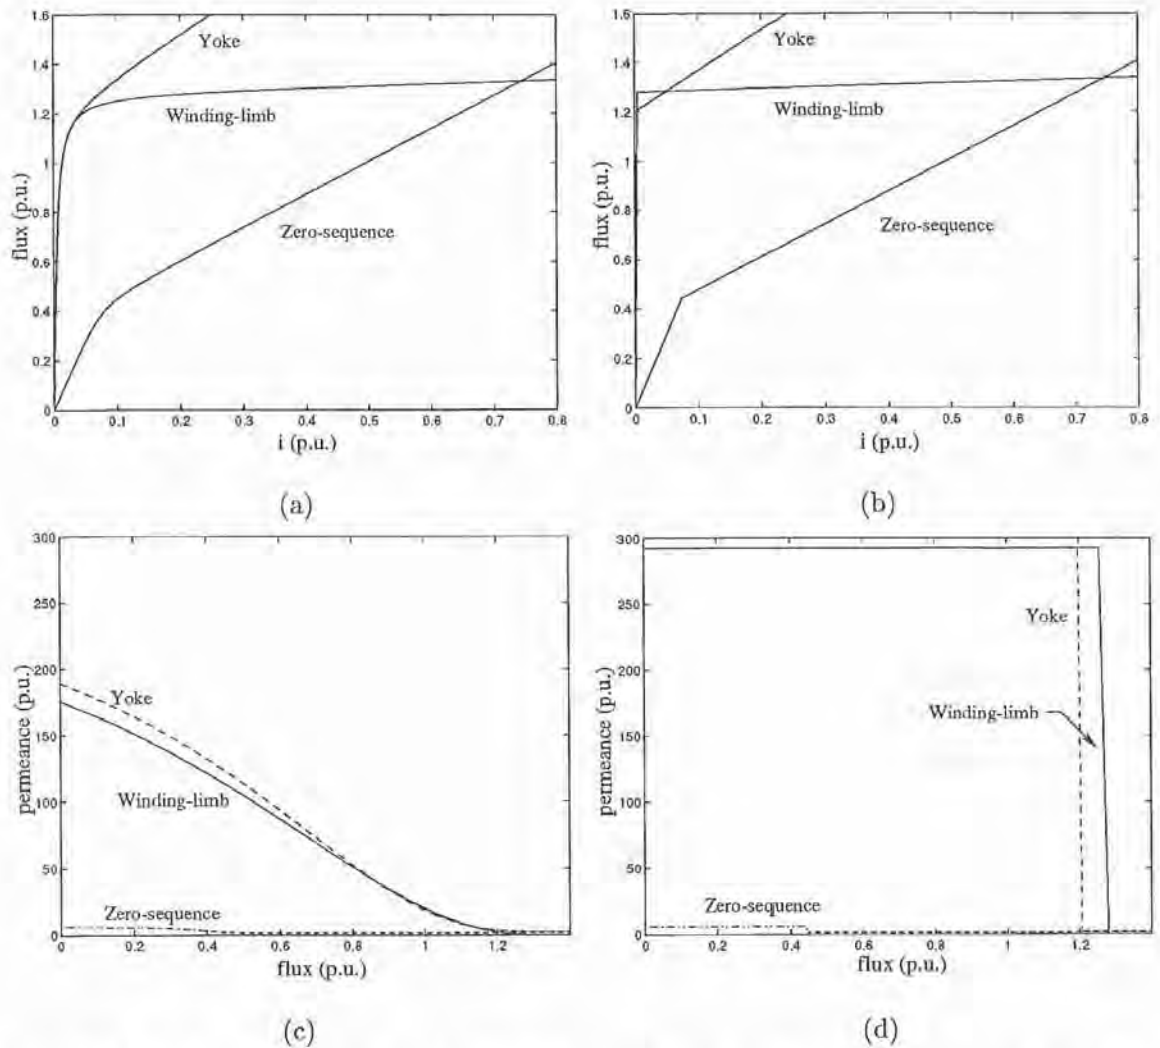 1.6
1.4
1.2
1
0.8
0.6
0.4
0.2
0
flux (p.u.)
Yoke
Winding-limb
Zero-sequence
0 0.1 0.2 0.3 0.4 0.5 0.6 0.7 0.8
i (p.u.)
(a)
1.6
1.4
1.2
1
0.8
0.6
0.4
0.2
0
flux (p.u.)
Yoke
Winding-limb
Zero-sequence
0 0.1 0.2 0.3 0.4 0.5 0.6 0.7 0.8
i (p.u.)
(b)
300
250
200
150
100
50
0
permeance (p.u.)
Yoke
Winding-limb
Zero-sequence
0 0.2 0.4 0.6 0.8 1 1.2
flux (p.u.)
(c)
300
250
200
150
100
50
0
permeance (p.u.)
Yoke
Winding-limb
Zero-sequence
0 0.2 0.4 0.6 0.8 1 1.2
flux (p.u.)
(d)